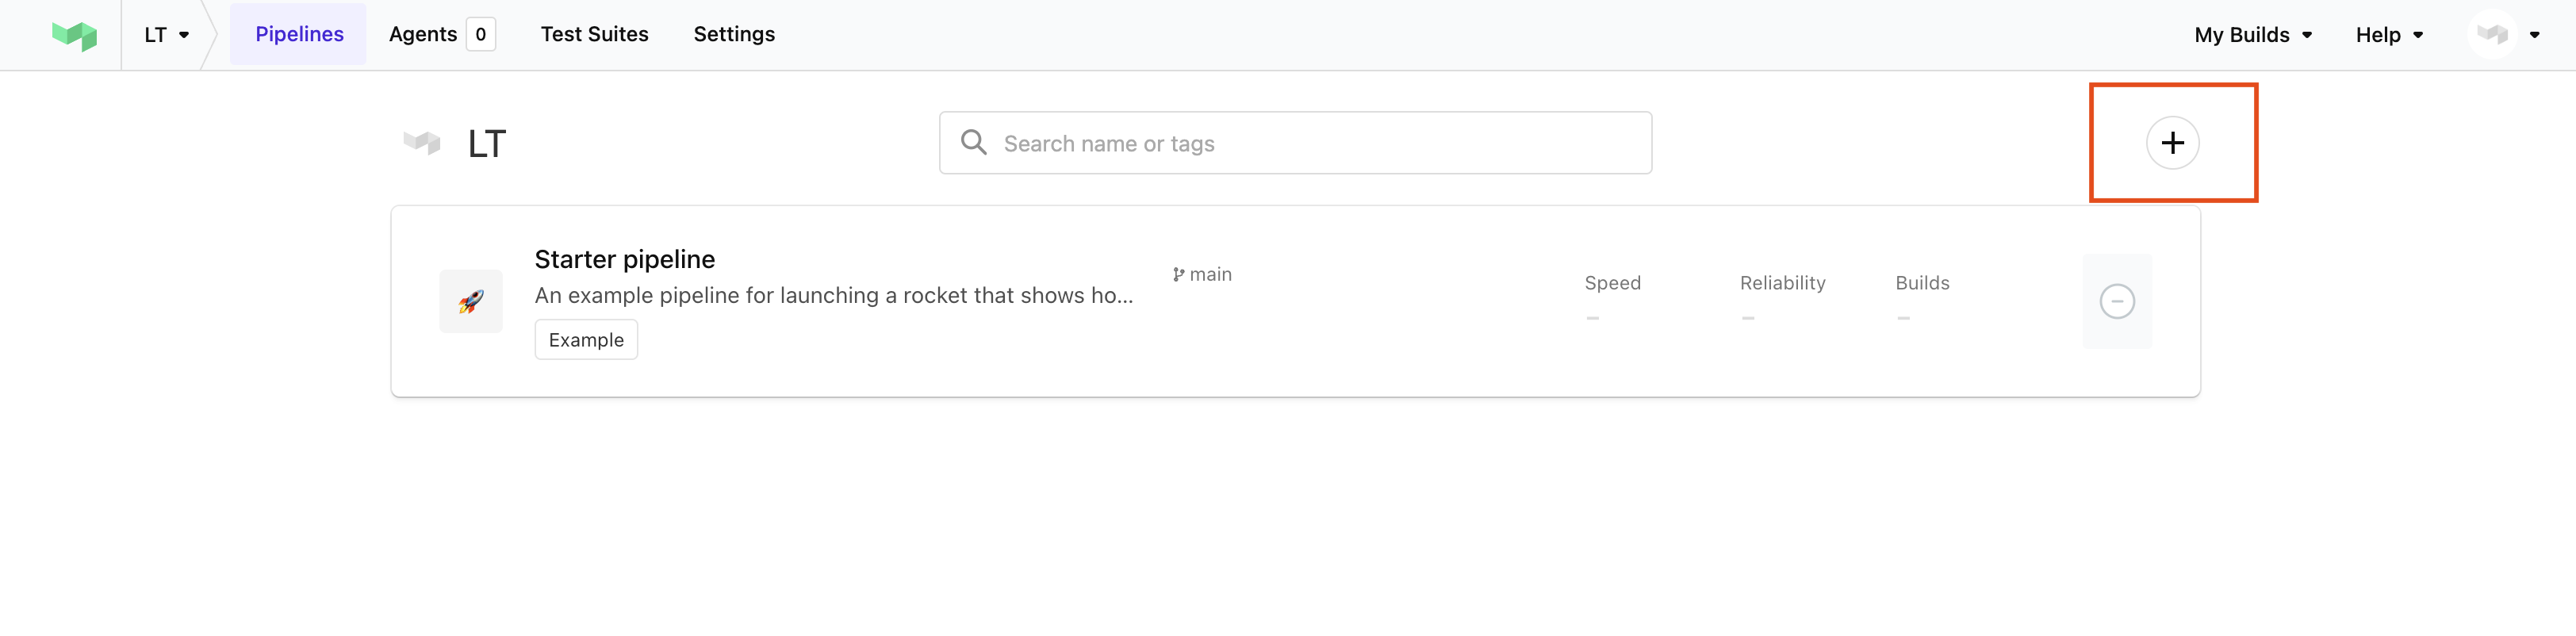 LT
Pipelines
Agents 0
Test Suites
Settings
My Builds
Help
LT
Search name or tags
Starter pipeline
An example pipeline for launching a rocket that shows ho...
Example
main
Speed
–
Reliability
–
Builds
–